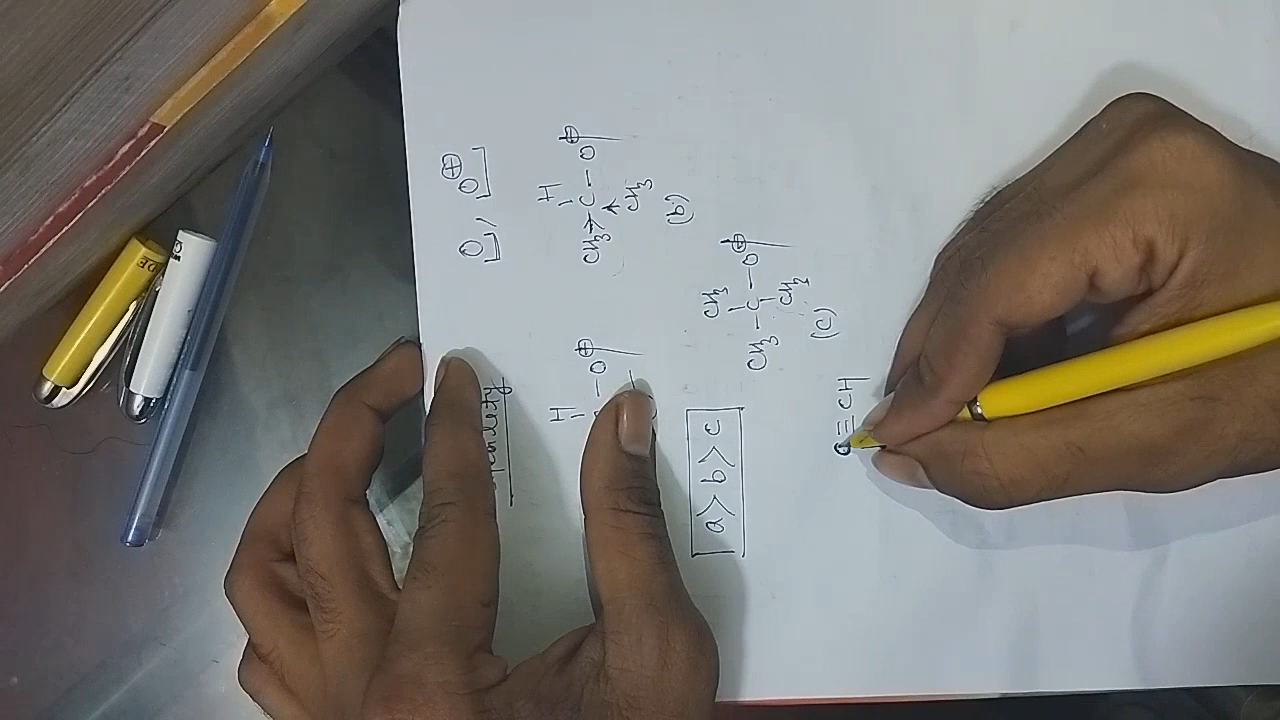 O , O⊕
H H
O⊕ CH3 > C - O⊕
CH3
(b)
CH3
a > b > c CH3 - C - O⊕
CH3
(c)
C ≡ CH